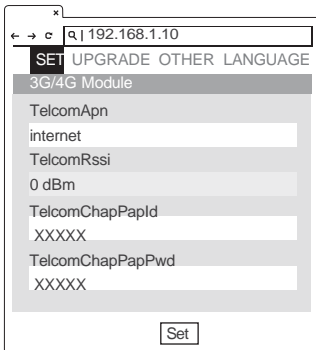 192.168.1.10
SET UPGRADE OTHER LANGUAGE
3G/4G Module
TelcomApn
internet
TelcomRssi
0 dBm
TelcomChapPapId
XXXXX
TelcomChapPapPwd
XXXXX
Set